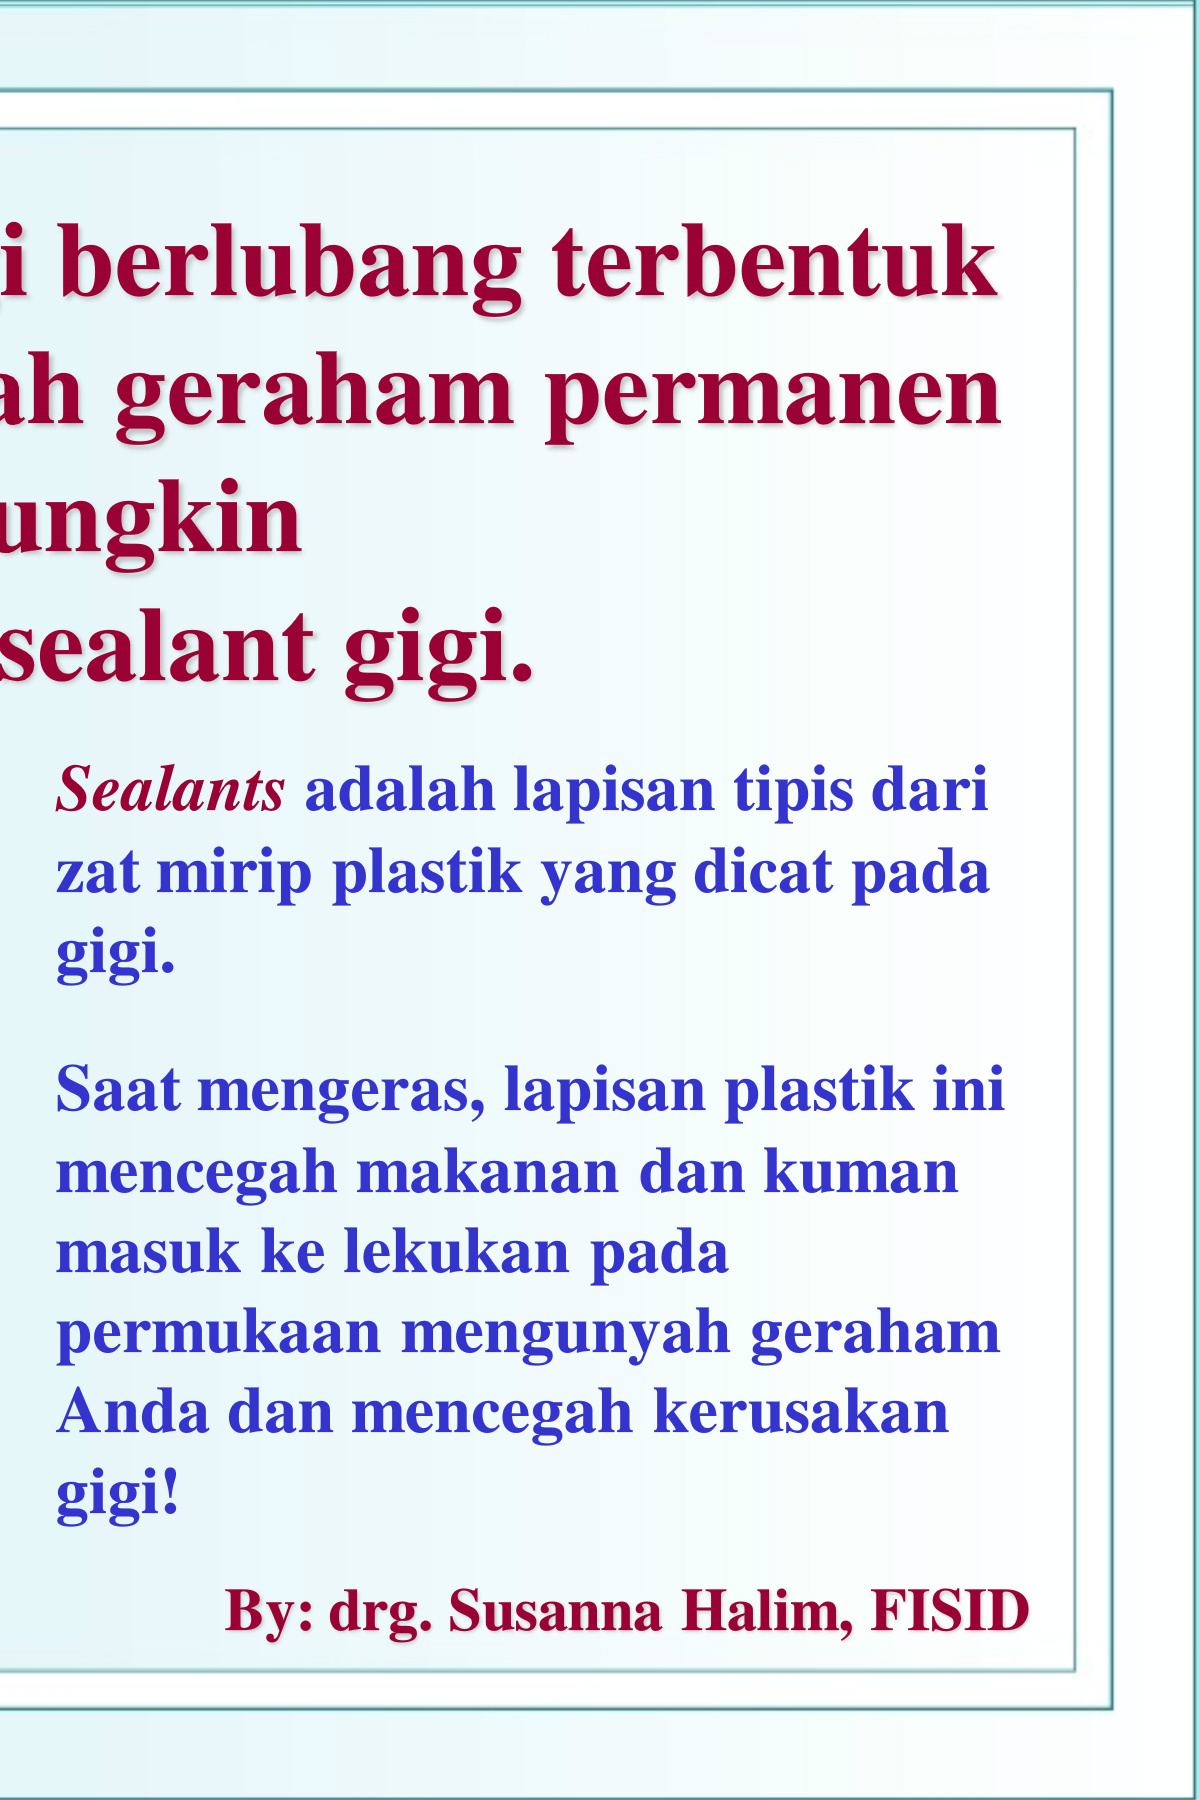 berlubang terbentuk
geraham permanen
sealant gigi.
Sealants adalah lapisan tipis dari
zat mirip plastik yang dicat pada
gigi.
Saat mengeras, lapisan plastik ini
mencegah makanan dan kuman
masuk ke lekukan pada
permukaan mengunyah geraham
Anda dan mencegah kerusakan
gigi!
By: drg. Susanna Halim, FISID